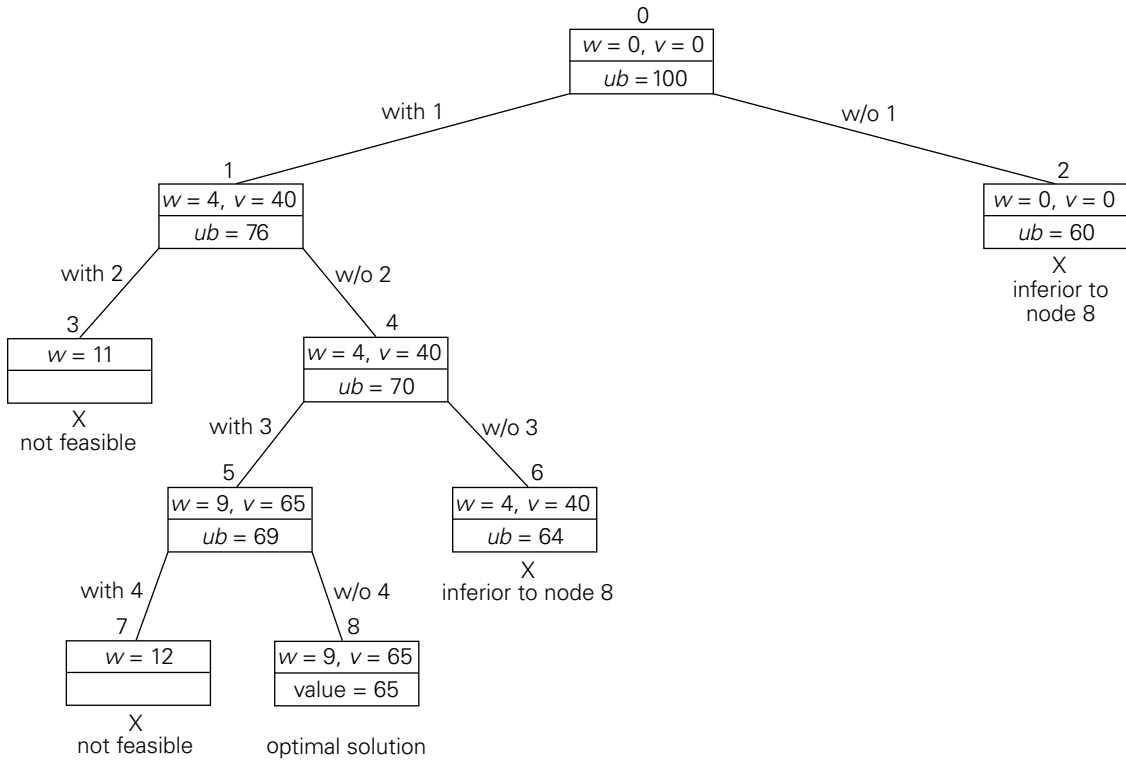 0
w = 0, v = 0
ub = 100
with 1
w/o 1
1
w = 4, v = 40
ub = 76
2
w = 0, v = 0
ub = 60
X
inferior to
node 8
with 2
w/o 2
3
w = 11
X
not feasible
4
w = 4, v = 40
ub = 70
with 3
w/o 3
5
w = 9, v = 65
ub = 69
6
w = 4, v = 40
ub = 64
X
inferior to node 8
with 4
w/o 4
7
w = 12
X
not feasible
8
w = 9, v = 65
value = 65
optimal solution